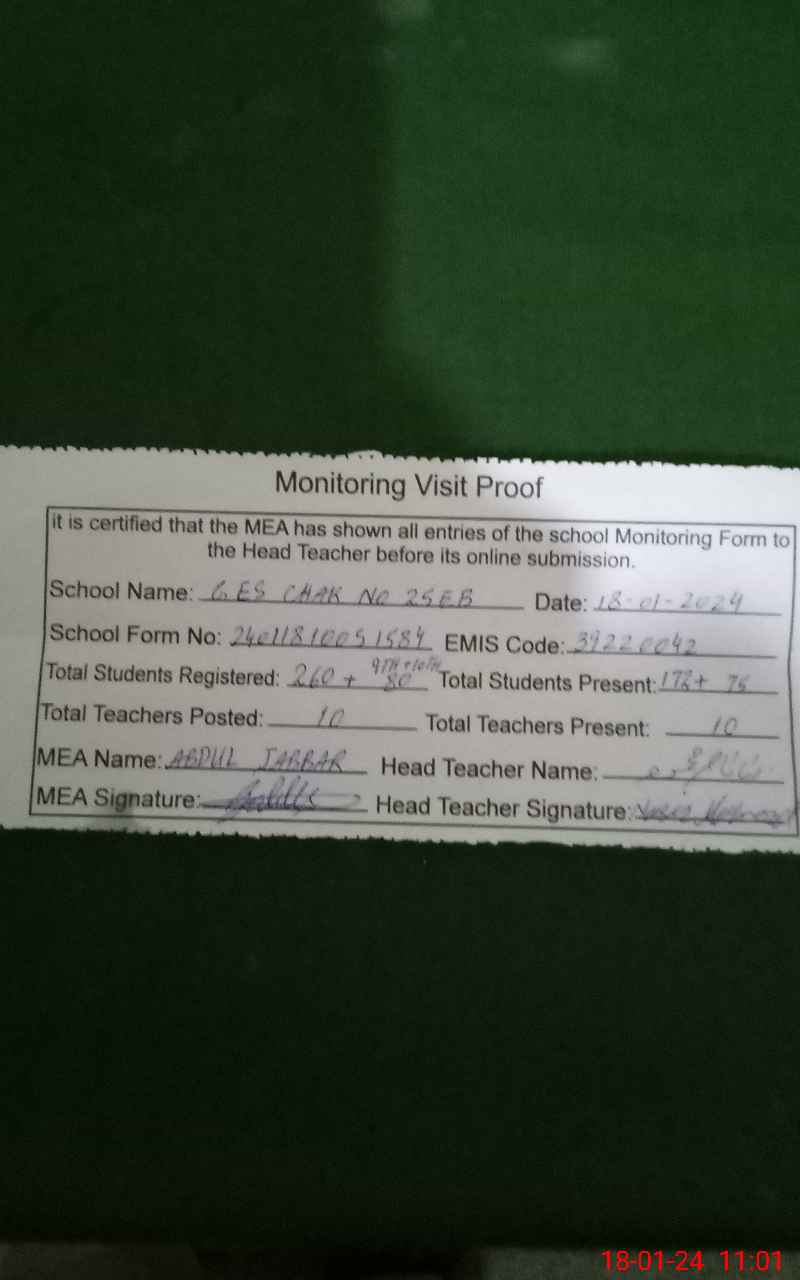 Monitoring Visit Proof
it is certified that the MEA has shown all entries of the school Monitoring Form to
the Head Teacher before its online submission.
School Name: GES CHAK NO 25EB Date: 18-01-2024
School Form No: 24011810051584 EMIS Code: 39220042
Total Students Registered: 260 + 9TH+10TH 80 Total Students Present: 178+ 75
Total Teachers Posted: 10 Total Teachers Present: 10
MEA Name: ABDUL JABBAR Head Teacher Name:
MEA Signature: Head Teacher Signature:
18-01-24 11:01